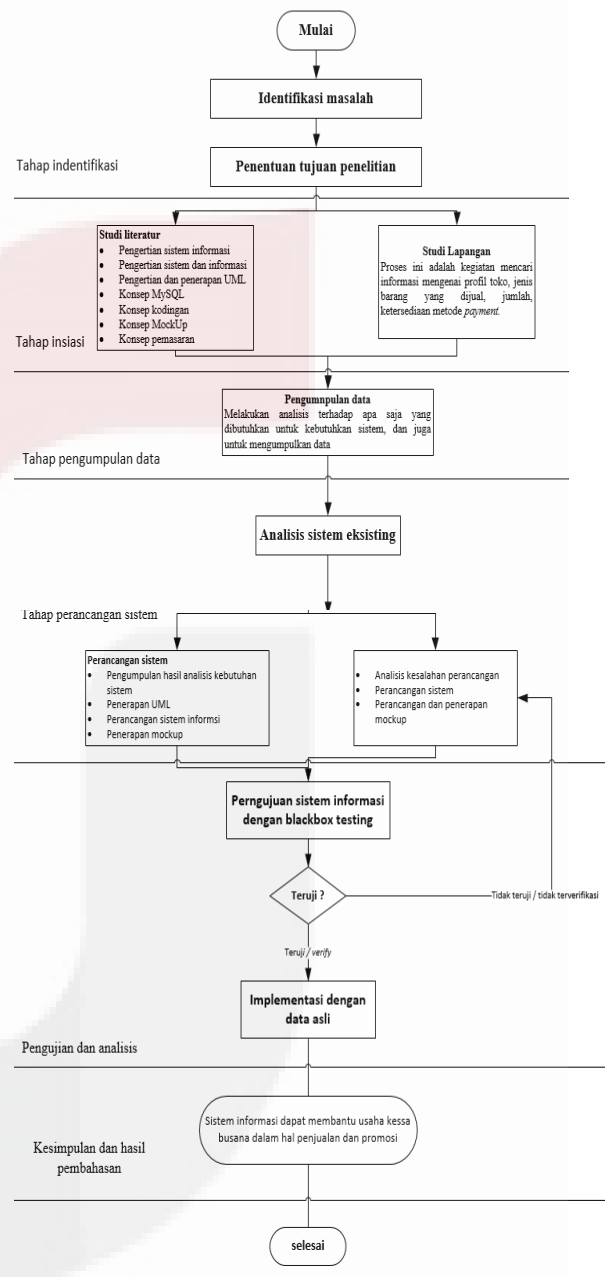 Mulai
Identifikasi masalah
Penentuan tujuan penelitian
Tahap indentifikasi
Studi literatur
• Pengertian sistem informasi
• Pengertian sistem dan informasi
• Pengertian dan penerapan UML
• Konsep MySQL
• Konsep kodingan
• Konsep MockUp
• Konsep pemasaran
Studi Lapangan
Proses ini adalah kegiatan mencari
informasi mengenai profil toko, jenis
barang yang dijual, jumlah,
ketersediaan metode payment.
Tahap insiasi
Pengumnpulan data
Melakukan analisis terhadap apa saja yang
dibutuhkan untuk kebutuhan sistem, dan juga
untuk mengumpulkan data
Tahap pengumpulan data
Analisis sistem eksisting
Tahap perancangan sistem
Perancangan sistem
• Pengumpulan hasil analisis kebutuhan
sistem
• Penerapan UML
• Perancangan sistem informsi
• Penerapan mockup
• Analisis kesalahan perancangan
• Perancangan sistem
• Perancangan dan penerapan
mockup
Perngujuan sistem informasi
dengan blackbox testing
Teruji ?
Tidak teruji / tidak terverifikasi
Teruji / verify
Implementasi dengan
data asli
Pengujian dan analisis
Sistem informasi dapat membantu usaha kessa
busana dalam hal penjualan dan promosi
Kesimpulan dan hasil
pembahasan
selesai